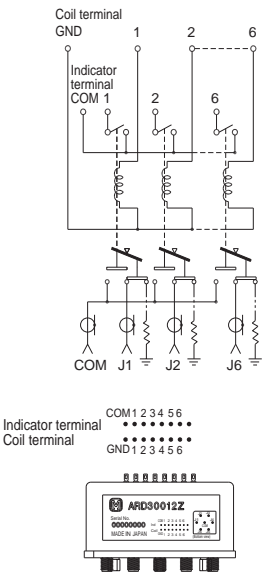 Coil terminal
GND 1 2 6
Indicator
terminal
COM 1 2 6
COM J1 J2 J6
COM 1 2 3 4 5 6
Indicator terminal
Coil terminal
GND 1 2 3 4 5 6
ARD30012Z
Serial No.
00000000
MADE IN JAPAN